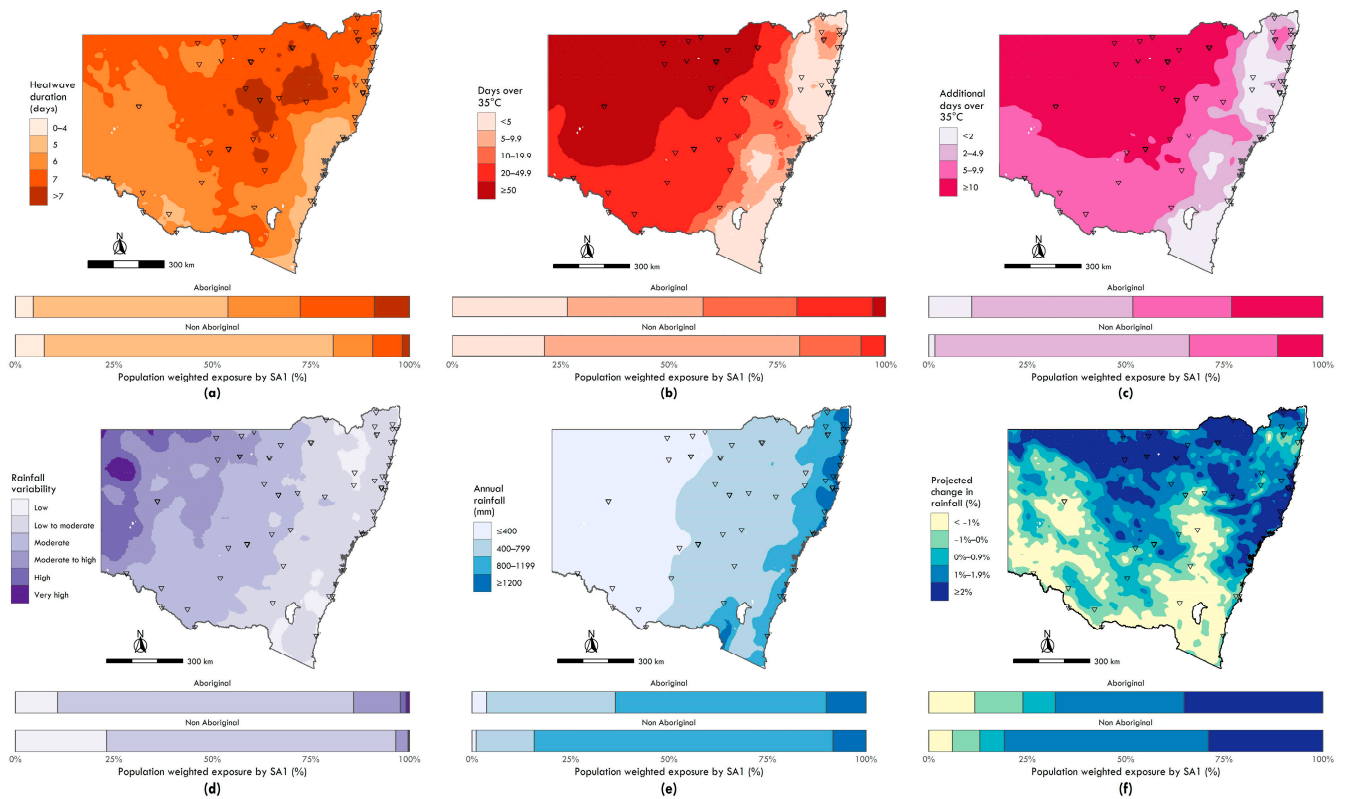 Heatwave
duration
(days)
0–4
5
6
7
>7
N
300 km
Aboriginal
Non Aboriginal
0%
25%
50%
75%
100%
Population weighted exposure by SA1 (%)
(a)
Days over
35°C
<5
5–9.9
10–19.9
20–49.9
≥50
N
300 km
Aboriginal
Non Aboriginal
0%
25%
50%
75%
100%
Population weighted exposure by SA1 (%)
(b)
Additional
days over
35°C
<2
2–4.9
5–9.9
≥10
N
300 km
Aboriginal
Non Aboriginal
0%
25%
50%
75%
100%
Population weighted exposure by SA1 (%)
(c)
Rainfall
variability
Low
Low to moderate
Moderate
Moderate to high
High
Very high
N
300 km
Aboriginal
Non Aboriginal
0%
25%
50%
75%
100%
Population weighted exposure by SA1 (%)
(d)
Annual
rainfall
(mm)
≤400
400–799
800–1199
≥1200
N
300 km
Aboriginal
Non Aboriginal
0%
25%
50%
75%
100%
Population weighted exposure by SA1 (%)
(e)
Projected
change in
rainfall (%)
< –1%
–1%–0%
0%–0.9%
1%–1.9%
≥2%
N
300 km
Aboriginal
Non Aboriginal
0%
25%
50%
75%
100%
Population weighted exposure by SA1 (%)
(f)